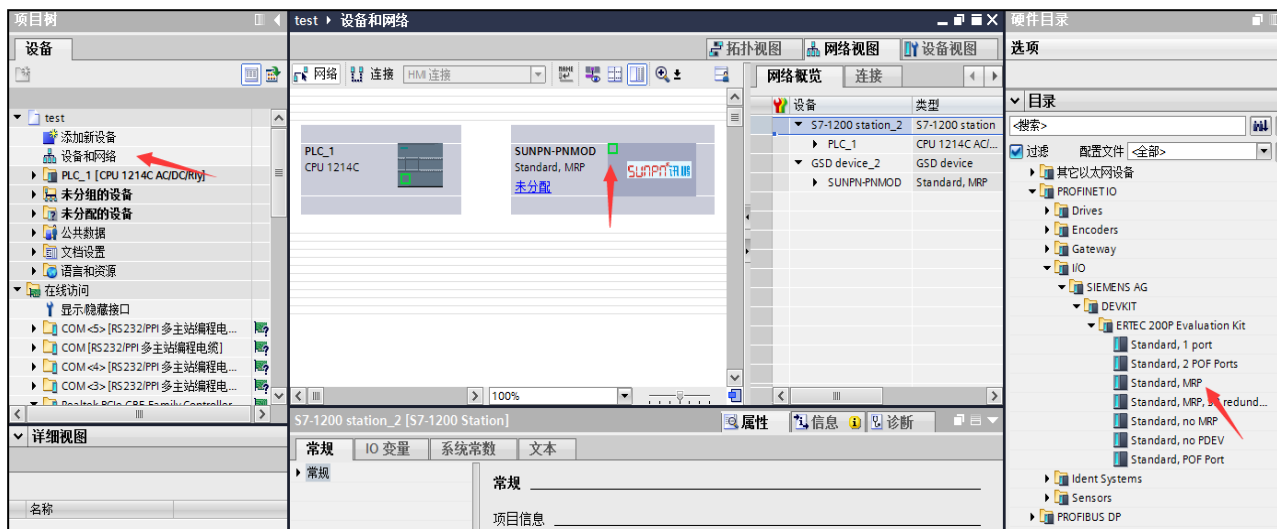 项目树
设备
test
添加新设备
设备和网络
PLC_1 [CPU 1214C AC/DC/Rly]
未分组的设备
未分配的设备
公共数据
文档设置
语言和资源
在线访问
显示/隐藏接口
COM <5> [RS232/PPI 多主站编程电...
COM [RS232/PPI 多主站编程电缆]
COM <4> [RS232/PPI 多主站编程电...
COM <3> [RS232/PPI 多主站编程电...
Realtek PCIe GBE Family Controller
详细视图
名称
test ▸ 设备和网络
拓扑视图
网络视图
设备视图
网络
连接
HMI 连接
PLC_1
CPU 1214C
SUNPN-PNMOD
Standard, MRP
未分配
SUNPN讯鹏
100%
网络概览
连接
设备 类型
S7-1200 station_2 S7-1200 station
PLC_1 CPU 1214C AC/...
GSD device_2 GSD device
SUNPN-PNMOD Standard, MRP
S7-1200 station_2 [S7-1200 Station]
属性
信息
诊断
常规
IO 变量
系统常数
文本
常规
常规
项目信息
硬件目录
选项
目录
<搜索>
过滤 配置文件 <全部>
其它以太网设备
PROFINET IO
Drives
Encoders
Gateway
I/O
SIEMENS AG
DEVKIT
ERTEC 200P Evaluation Kit
Standard, 1 port
Standard, 2 POF Ports
Standard, MRP
Standard, MRP, redund...
Standard, no MRP
Standard, no PDEV
Standard, POF Port
Ident Systems
Sensors
PROFIBUS DP